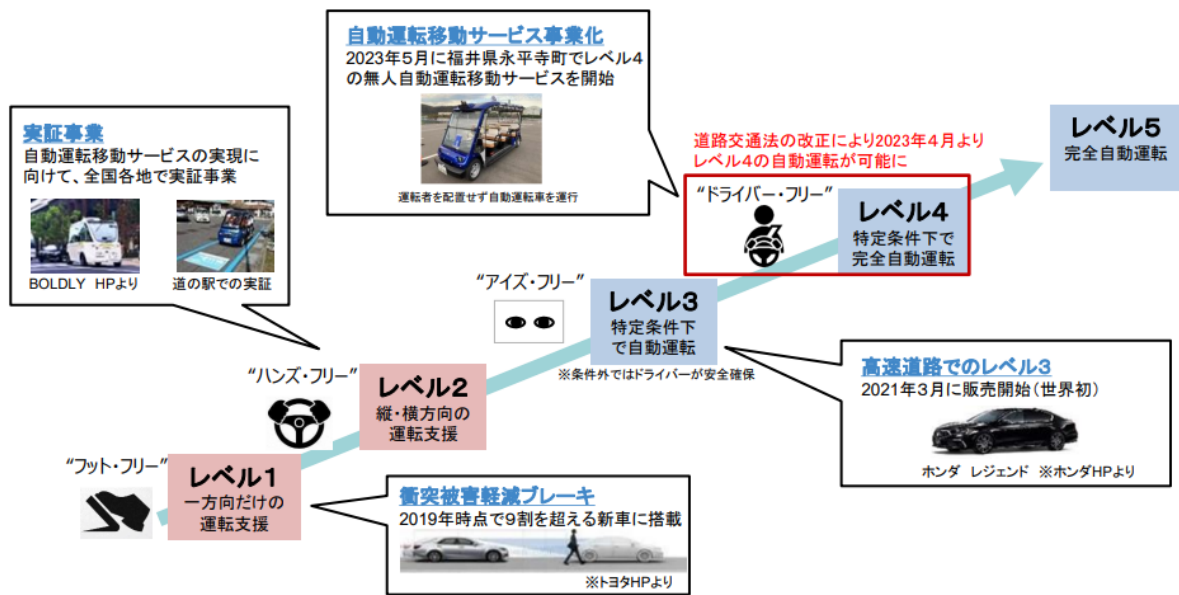 自動運転移動サービス事業化
2023年5月に福井県永平寺町でレベル4
の無人自動運転移動サービスを開始
運転者を配置せず自動運転車を運行
実証事業
自動運転移動サービスの実現に
向けて、全国各地で実証事業
BOLDLY HPより
道の駅での実証
道路交通法の改正により2023年4月より
レベル4の自動運転が可能に
レベル5
完全自動運転
“ドライバー・フリー”
レベル4
特定条件下で
完全自動運転
“アイズ・フリー”
レベル3
特定条件下
で自動運転
※条件外ではドライバーが安全確保
高速道路でのレベル3
2021年3月に販売開始(世界初)
ホンダ レジェンド ※ホンダHPより
“ハンズ・フリー”
レベル2
縦・横方向の
運転支援
“フット・フリー”
レベル1
一方向だけの
運転支援
衝突被害軽減ブレーキ
2019年時点で9割を超える新車に搭載
※トヨタHPより